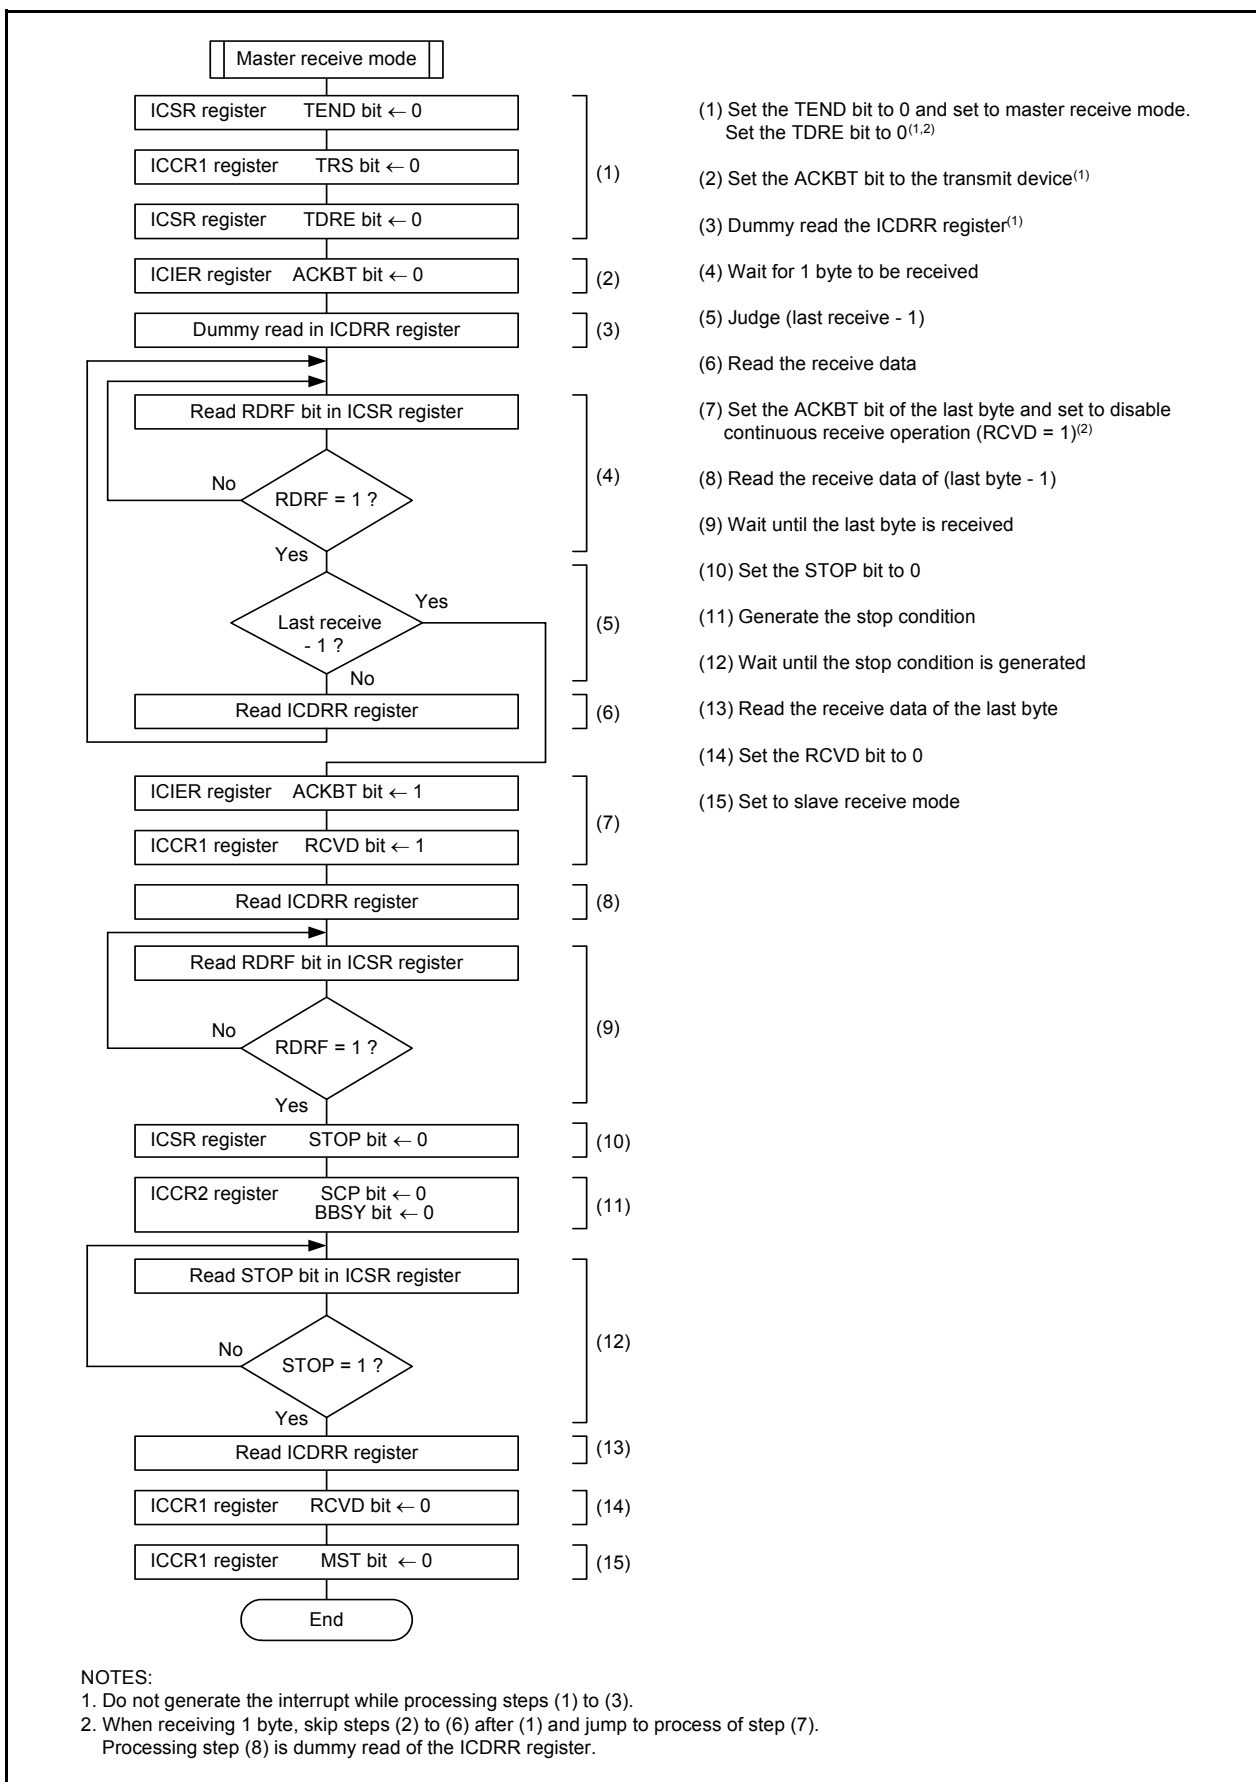 Master receive mode
ICSR register TEND bit ← 0
ICCR1 register TRS bit ← 0
ICSR register TDRE bit ← 0
(1)
ICIER register ACKBT bit ← 0
(2)
Dummy read in ICDRR register
(3)
Read RDRF bit in ICSR register
No
RDRF = 1 ?
(4)
Yes
Yes
Last receive
- 1 ?
(5)
No
Read ICDRR register
(6)
ICIER register ACKBT bit ← 1
ICCR1 register RCVD bit ← 1
(7)
Read ICDRR register
(8)
Read RDRF bit in ICSR register
No
RDRF = 1 ?
(9)
Yes
ICSR register STOP bit ← 0
(10)
ICCR2 register SCP bit ← 0
BBSY bit ← 0
(11)
Read STOP bit in ICSR register
No
STOP = 1 ?
(12)
Yes
Read ICDRR register
(13)
ICCR1 register RCVD bit ← 0
(14)
ICCR1 register MST bit ← 0
(15)
End
(1) Set the TEND bit to 0 and set to master receive mode.
Set the TDRE bit to 0(1,2)
(2) Set the ACKBT bit to the transmit device(1)
(3) Dummy read the ICDRR register(1)
(4) Wait for 1 byte to be received
(5) Judge (last receive - 1)
(6) Read the receive data
(7) Set the ACKBT bit of the last byte and set to disable
continuous receive operation (RCVD = 1)(2)
(8) Read the receive data of (last byte - 1)
(9) Wait until the last byte is received
(10) Set the STOP bit to 0
(11) Generate the stop condition
(12) Wait until the stop condition is generated
(13) Read the receive data of the last byte
(14) Set the RCVD bit to 0
(15) Set to slave receive mode
NOTES:
1. Do not generate the interrupt while processing steps (1) to (3).
2. When receiving 1 byte, skip steps (2) to (6) after (1) and jump to process of step (7).
Processing step (8) is dummy read of the ICDRR register.